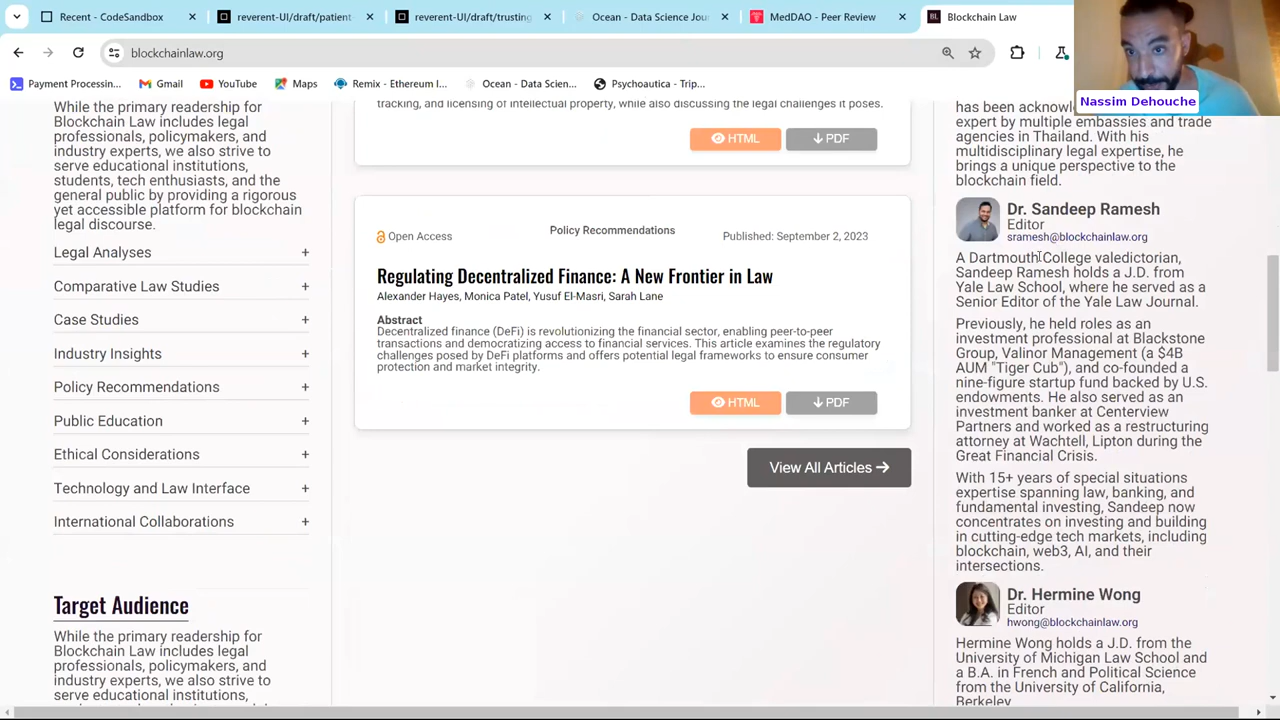 Recent - CodeSandbox
reverent-UI/draft/patient-
reverent-UI/draft/trusting
Ocean - Data Science Jou
MedDAO - Peer Review
BL Blockchain Law
blockchainlaw.org
Payment Processin...
Gmail
YouTube
Maps
Remix - Ethereum I...
Ocean - Data Scien...
Psychoautica - Trip...
Nassim Dehouche
While the primary readership for
Blockchain Law includes legal
professionals, policymakers, and
industry experts, we also strive to
serve educational institutions,
students, tech enthusiasts, and the
general public by providing a rigorous
yet accessible platform for blockchain
legal discourse.
Legal Analyses +
Comparative Law Studies +
Case Studies +
Industry Insights +
Policy Recommendations +
Public Education +
Ethical Considerations +
Technology and Law Interface +
International Collaborations +
Target Audience
While the primary readership for
Blockchain Law includes legal
professionals, policymakers, and
industry experts, we also strive to
serve educational institutions,
tracking, and licensing of intellectual property, while also discussing the legal challenges it poses.
HTML PDF
Open Access Policy Recommendations Published: September 2, 2023
Regulating Decentralized Finance: A New Frontier in Law
Alexander Hayes, Monica Patel, Yusuf El-Masri, Sarah Lane
Abstract
Decentralized finance (DeFi) is revolutionizing the financial sector, enabling peer-to-peer
transactions and democratizing access to financial services. This article examines the regulatory
challenges posed by DeFi platforms and offers potential legal frameworks to ensure consumer
protection and market integrity.
HTML PDF
View All Articles
has been acknowle
expert by multiple embassies and trade
agencies in Thailand. With his
multidisciplinary legal expertise, he
brings a unique perspective to the
blockchain field.
Dr. Sandeep Ramesh
Editor
sramesh@blockchainlaw.org
A Dartmouth College valedictorian,
Sandeep Ramesh holds a J.D. from
Yale Law School, where he served as a
Senior Editor of the Yale Law Journal.
Previously, he held roles as an
investment professional at Blackstone
Group, Valinor Management (a $4B
AUM "Tiger Cub"), and co-founded a
nine-figure startup fund backed by U.S.
endowments. He also served as an
investment banker at Centerview
Partners and worked as a restructuring
attorney at Wachtell, Lipton during the
Great Financial Crisis.
With 15+ years of special situations
expertise spanning law, banking, and
fundamental investing, Sandeep now
concentrates on investing and building
in cutting-edge tech markets, including
blockchain, web3, AI, and their
intersections.
Dr. Hermine Wong
Editor
hwong@blockchainlaw.org
Hermine Wong holds a J.D. from the
University of Michigan Law School and
a B.A. in French and Political Science
from the University of California,
Berkeley